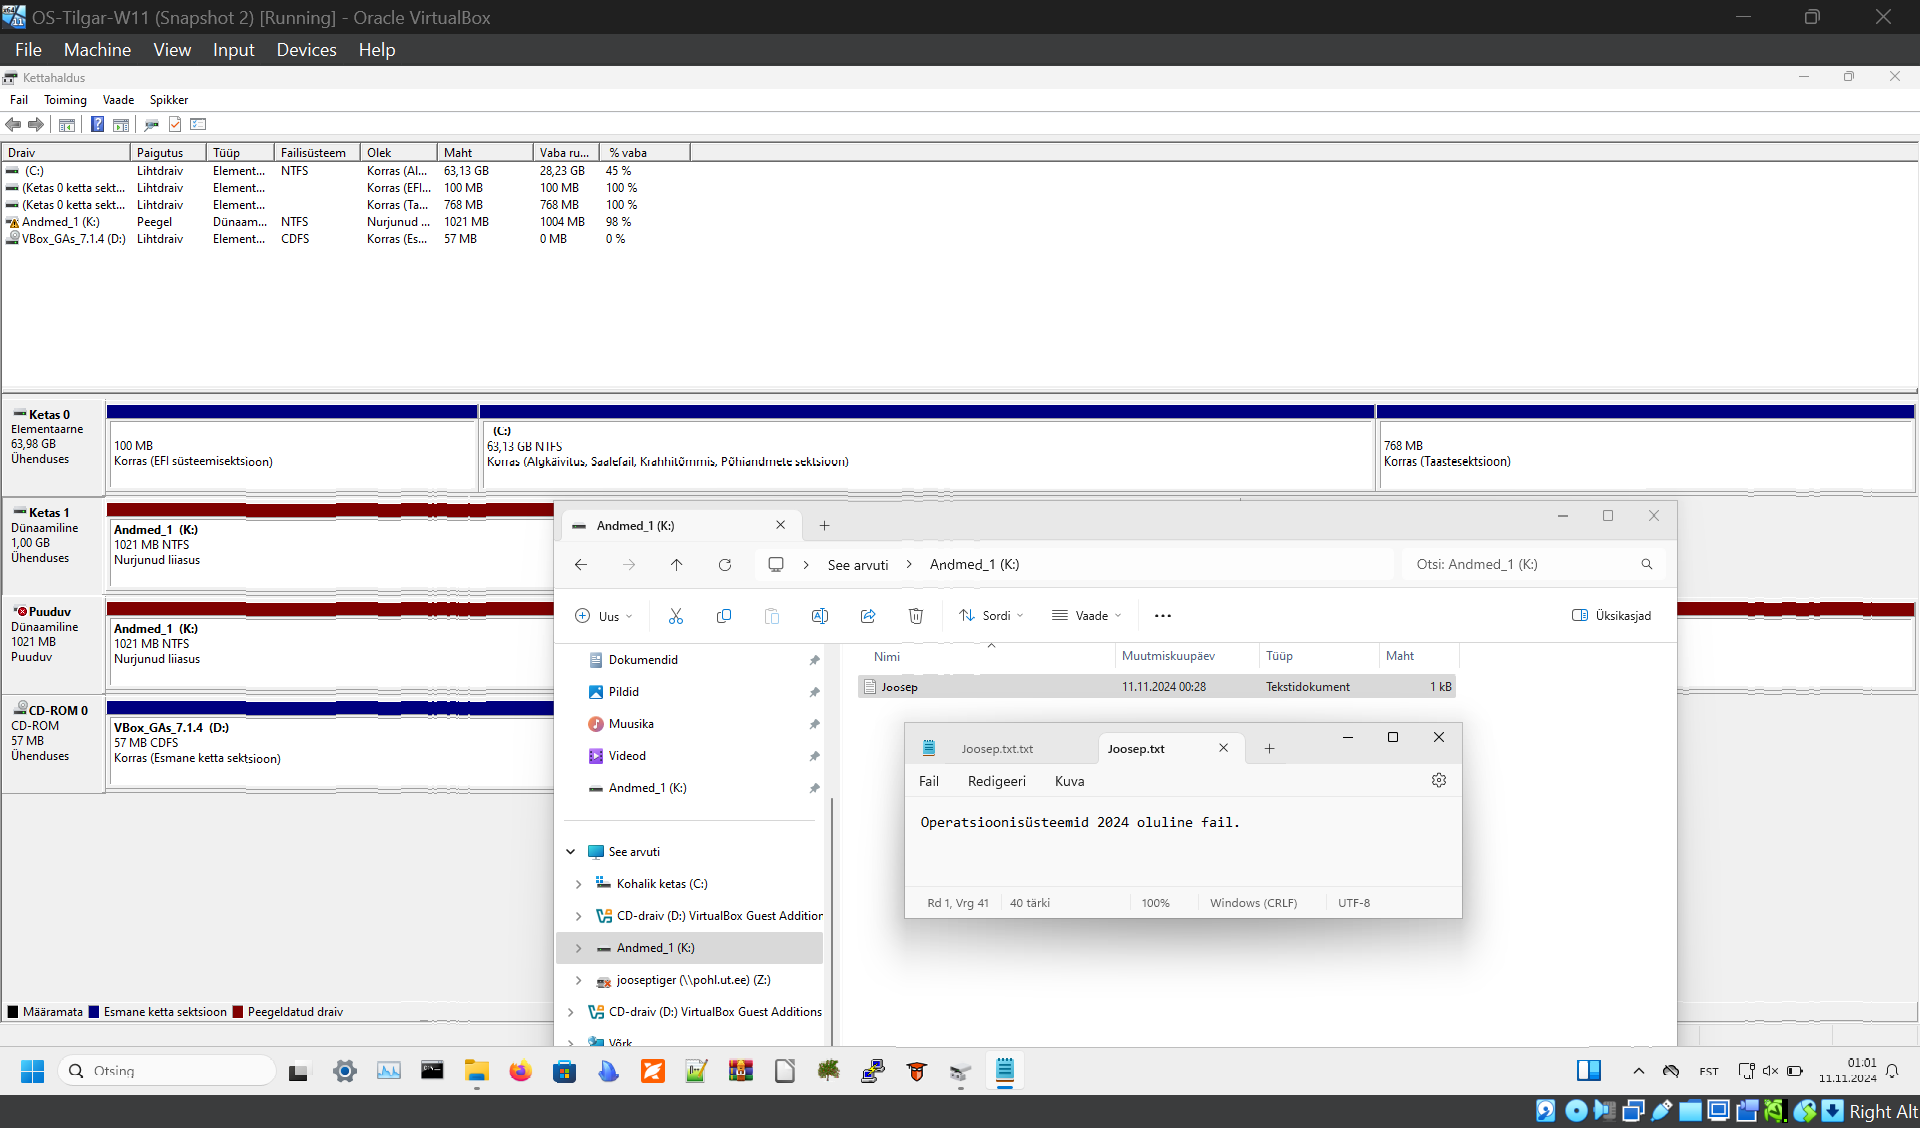 OS-Tilgar-W11 (Snapshot 2) [Running] - Oracle VirtualBox
File Machine View Input Devices Help
Kettahaldus
Fail Toiming Vaade Spikker
Draiv Paigutus Tüüp Failisüsteem Olek Maht Vaba ru... % vaba
(C:) Lihtdraiv Element... NTFS Korras (Al... 63,13 GB 28,23 GB 45 %
(Ketas 0 ketta sekt... Lihtdraiv Element... Korras (EFI... 100 MB 100 MB 100 %
(Ketas 0 ketta sekt... Lihtdraiv Element... Korras (Ta... 768 MB 768 MB 100 %
Andmed_1 (K:) Peegel Dünaam... NTFS Nurjunud ... 1021 MB 1004 MB 98 %
VBox_GAs_7.1.4 (D:) Lihtdraiv Element... CDFS Korras (Es... 57 MB 0 MB 0 %
Ketas 0
Elementaarne
63,98 GB
Ühenduses
100 MB
Korras (EFI süsteemisektsioon)
(C:)
63,13 GB NTFS
Korras (Algkäivitus, Saalefail, Krahhitõmmis, Põhiandmete sektsioon)
768 MB
Korras (Taastesektsioon)
Ketas 1
Dünaamiline
1,00 GB
Ühenduses
Andmed_1 (K:)
1021 MB NTFS
Nurjunud liiasus
Puuduv
Dünaamiline
1021 MB
Puuduv
Andmed_1 (K:)
1021 MB NTFS
Nurjunud liiasus
CD-ROM 0
CD-ROM
57 MB
Ühenduses
VBox_GAs_7.1.4 (D:)
57 MB CDFS
Korras (Esmane ketta sektsioon)
Määramata Esmane ketta sektsioon Peegeldatud draiv
Andmed_1 (K:)
See arvuti > Andmed_1 (K:)
Otsi: Andmed_1 (K:)
Uus Sordi Vaade Üksikasjad
Dokumendid
Pildid
Muusika
Videod
Andmed_1 (K:)
See arvuti
Kohalik ketas (C:)
CD-draiv (D:) VirtualBox Guest Addition
Andmed_1 (K:)
jooseptiger (\\pohl.ut.ee) (Z:)
CD-draiv (D:) VirtualBox Guest Additions
Võrk
Nimi Muutmiskuupäev Tüüp Maht
Joosep 11.11.2024 00:28 Tekstidokument 1 kB
Joosep.txt.txt Joosep.txt
Fail Redigeeri Kuva
Operatsioonisüsteemid 2024 oluline fail.
Rd 1, Vrg 41 40 tärki 100% Windows (CRLF) UTF-8
Otsing
EST
01:01
11.11.2024
Right Alt